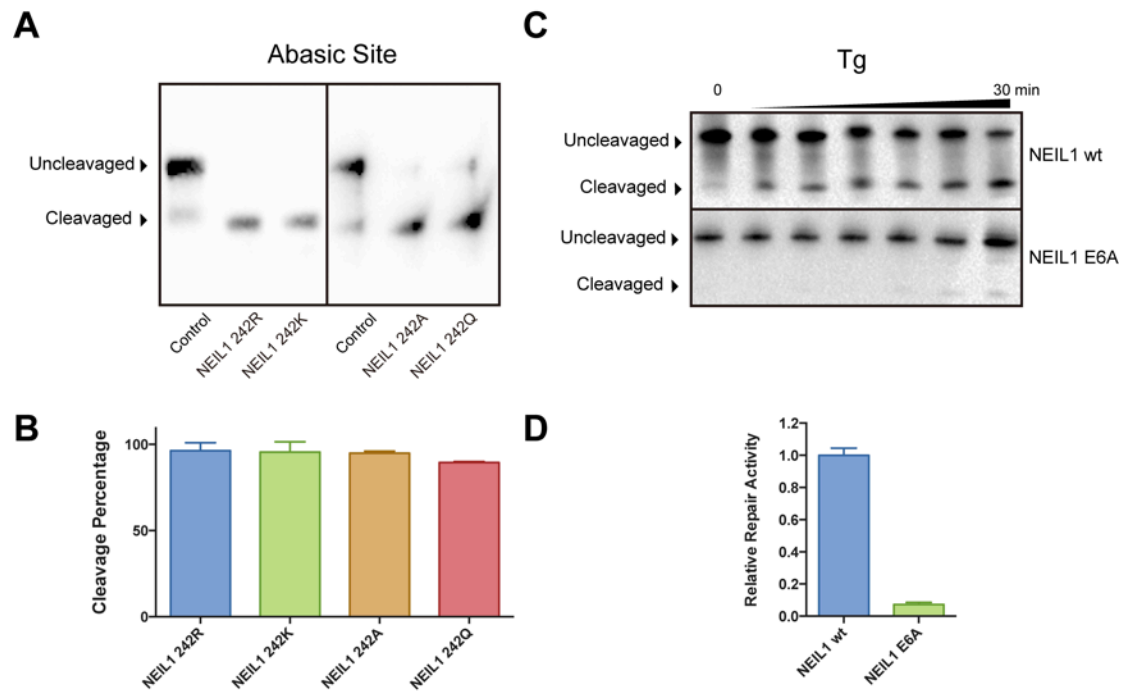 A
Abasic Site
Uncleavaged
Cleavaged
Control
NEIL1 242R
NEIL1 242K
Control
NEIL1 242A
NEIL1 242Q
C
Tg
0
30 min
Uncleavaged
Cleavaged
NEIL1 wt
Uncleavaged
Cleavaged
NEIL1 E6A
B
Cleavage Percentage
100
50
0
NEIL1 242R
NEIL1 242K
NEIL1 242A
NEIL1 242Q
D
Relative Repair Activity
1.2
1.0
0.8
0.6
0.4
0.2
0.0
NEIL1 wt
NEIL1 E6A